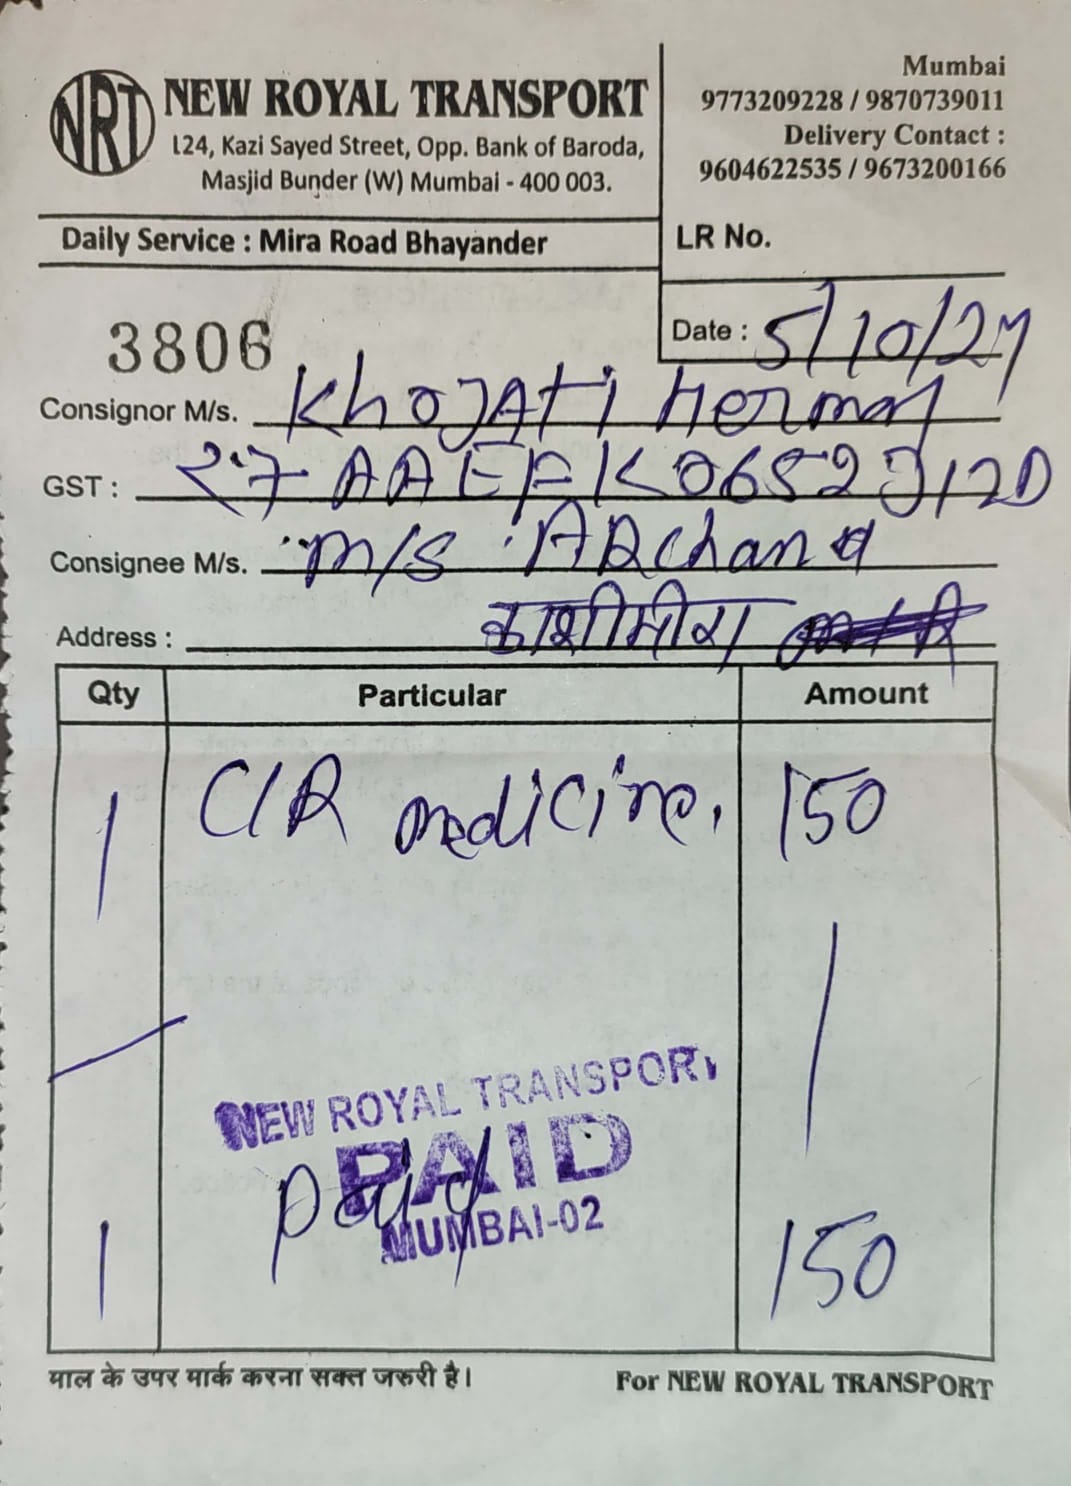 NRT NEW ROYAL TRANSPORT
124, Kazi Sayed Street, Opp. Bank of Baroda,
Masjid Bunder (W) Mumbai - 400 003.
Mumbai
9773209228 / 9870739011
Delivery Contact :
9604622535 / 9673200166
Daily Service : Mira Road Bhayander
LR No.
3806
Date : 5/10/24
Consignor M/s. Khojati
GST : 27AAEFK0652J1ZD
Consignee M/s. M/s Archana
Address : काशीमीरा
Qty Particular Amount
1 C/R medicine. 150
NEW ROYAL TRANSPORT
PAID
MUMBAI-02
1 Paid 150
माल के उपर मार्क करना सक्त जरुरी है।
For NEW ROYAL TRANSPORT